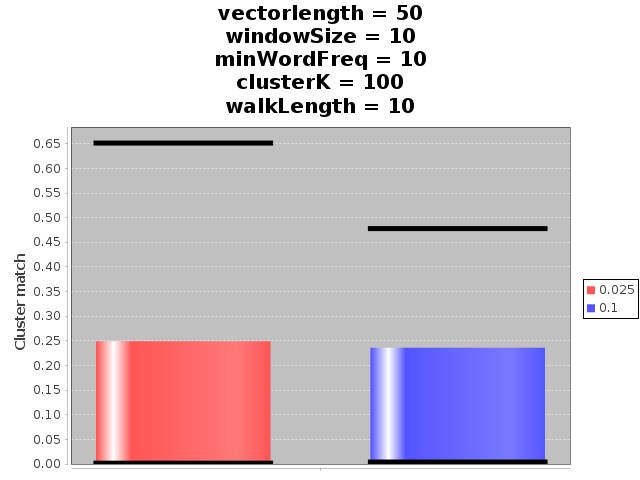 vectorlength = 50
windowSize = 10
minWordFreq = 10
clusterK = 100
walkLength = 10
0.65
0.60
0.55
0.50
0.45
0.40
0.35
0.30
0.25
0.20
0.15
0.10
0.05
0.00
Cluster match
0.025
0.1